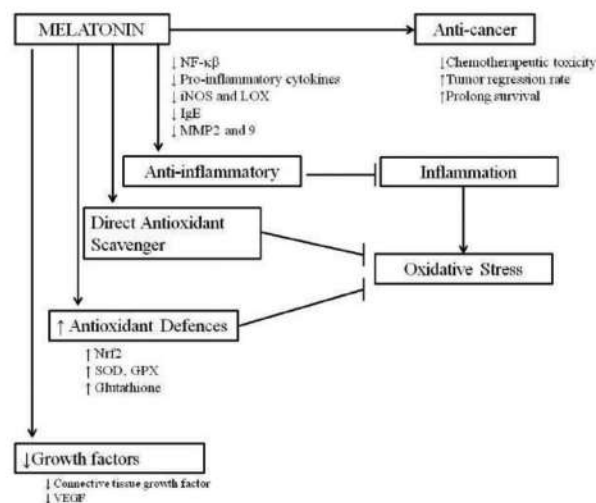 MELATONIN
Anti-cancer
↓ NF-κβ
↓ Pro-inflammatory cytokines
↓ iNOS and LOX
↓ IgE
↓ MMP2 and 9
↓Chemotherapeutic toxicity
↑Tumor regression rate
↑Prolong survival
Anti-inflammatory
Inflammation
Direct Antioxidant
Scavenger
Oxidative Stress
↑ Antioxidant Defences
↑ Nrf2
↑ SOD, GPX
↑ Glutathione
↓Growth factors
↓ Connective tissue growth factor
↓ VEGF